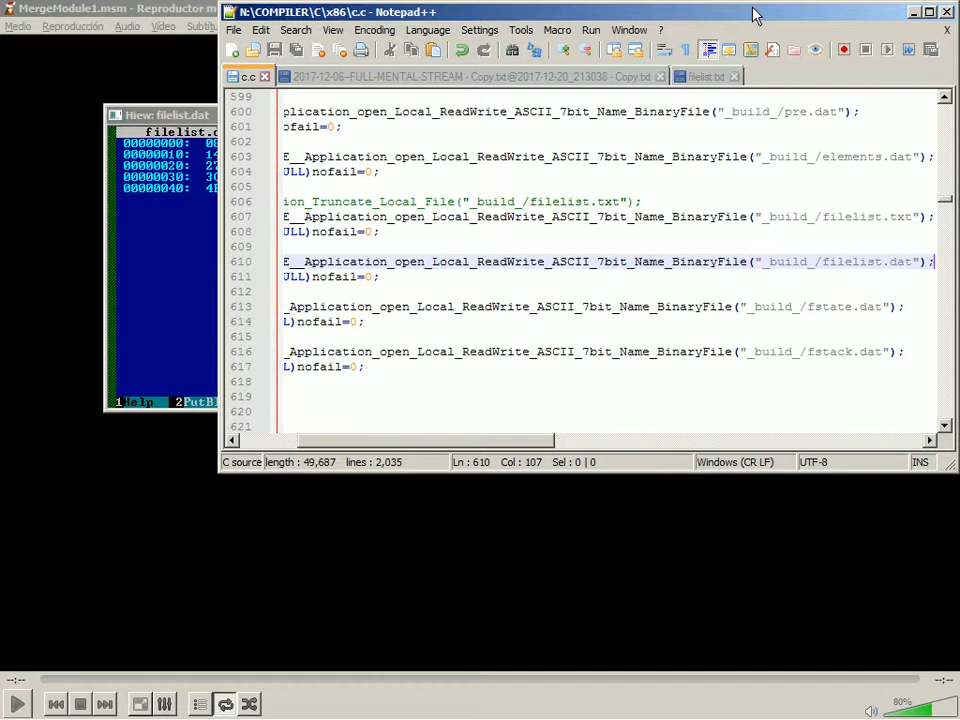 MergeModule1.msm - Reproductor m
Medio Reproducción Audio Vídeo Subtít
Hiew: filelist.dat
filelist.d
00000000: 08
00000010: 14
00000020: 27
00000030: 30
00000040: 4
1Help 2PutBl
N:\COMPILER\C\x86\c.c - Notepad++
File Edit Search View Encoding Language Settings Tools Macro Run Window ? X
c.c 2017-12-06--FULL-MENTAL-STREAM - Copy.txt@2017-12-20_213038 - Copy.txt filelist.txt
599
600 plication_open_Local_ReadWrite_ASCII_7bit_Name_BinaryFile("_build_/pre.dat");
601 ofail=0;
602
603 E__Application_open_Local_ReadWrite_ASCII_7bit_Name_BinaryFile("_build_/elements.dat");
604 ULL)nofail=0;
605
606 ion_Truncate_Local_File("_build_/filelist.txt");
607 E__Application_open_Local_ReadWrite_ASCII_7bit_Name_BinaryFile("_build_/filelist.txt");
608 ULL)nofail=0;
609
610 E__Application_open_Local_ReadWrite_ASCII_7bit_Name_BinaryFile("_build_/filelist.dat");
611 ULL)nofail=0;
612
613 _Application_open_Local_ReadWrite_ASCII_7bit_Name_BinaryFile("_build_/fstate.dat");
614 L)nofail=0;
615
616 _Application_open_Local_ReadWrite_ASCII_7bit_Name_BinaryFile("_build_/fstack.dat");
617 L)nofail=0;
618
619
620
621
C source length : 49,687 lines : 2,035 Ln : 610 Col : 107 Sel : 0 | 0 Windows (CR LF) UTF-8 INS
--:-- --:--
80%